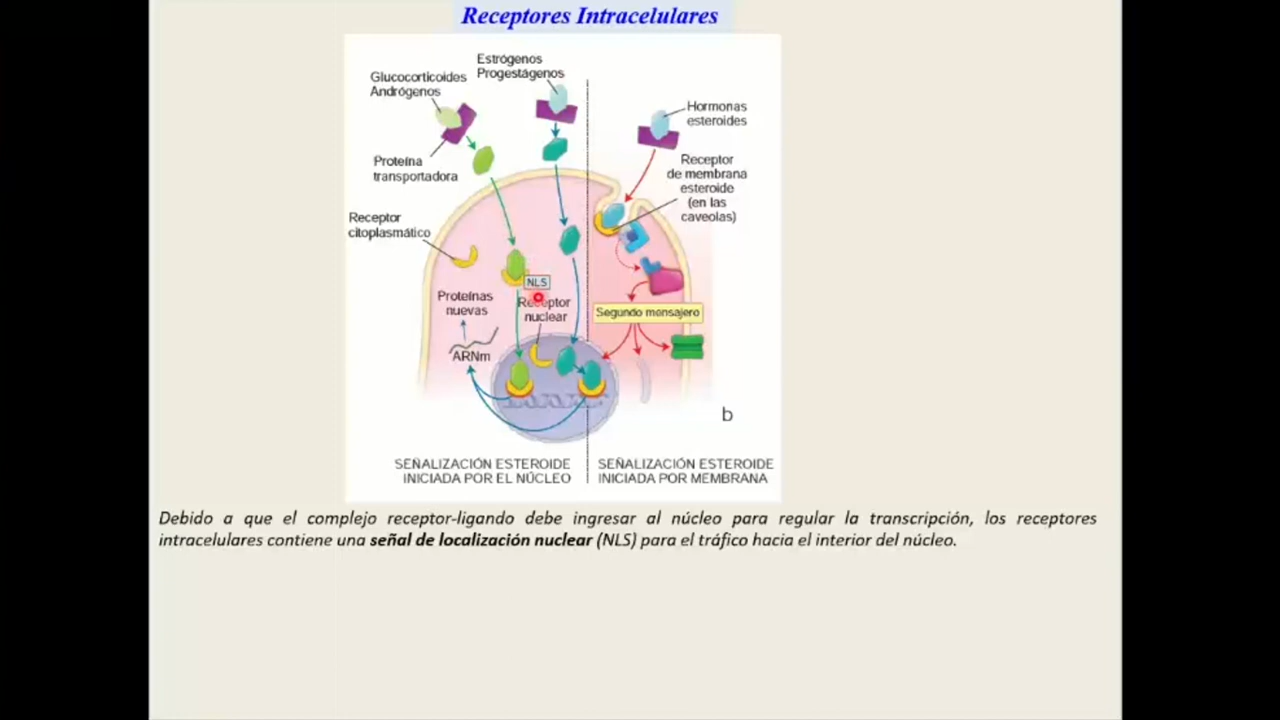 Receptores Intracelulares
Estrógenos
Progestágenos
Glucocorticoides
Andrógenos
Hormonas
esteroides
Proteína
transportadora
Receptor
de membrana
esteroide
(en las
caveolas)
Receptor
citoplasmático
NLS
Proteínas
nuevas
Receptor
nuclear
Segundo mensajero
ARNm
b
SEÑALIZACIÓN ESTEROIDE
INICIADA POR EL NÚCLEO
SEÑALIZACIÓN ESTEROIDE
INICIADA POR MEMBRANA
Debido a que el complejo receptor-ligando debe ingresar al núcleo para regular la transcripción, los receptores
intracelulares contiene una señal de localización nuclear (NLS) para el tráfico hacia el interior del núcleo.